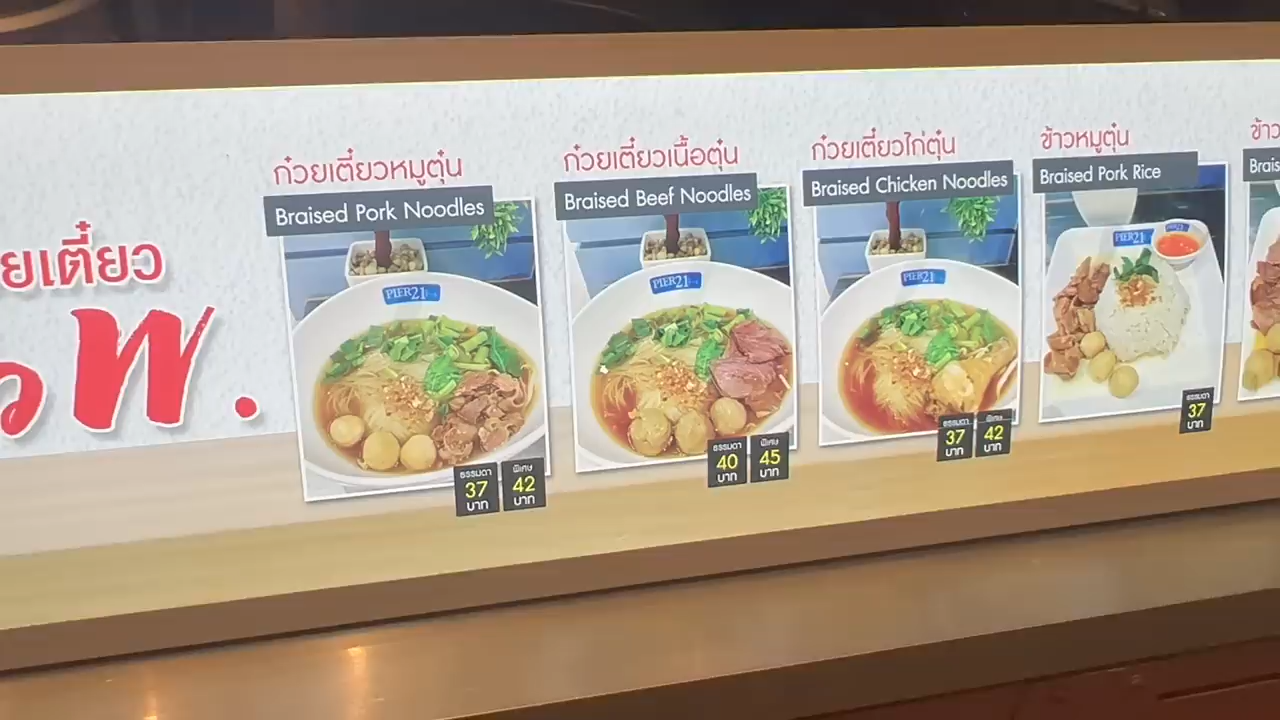 ก๋วยเตี๋ยวหมูตุ๋น
Braised Pork Noodles
PIER21
ธรรมดา
37
บาท
พิเศษ
42
บาท
ก๋วยเตี๋ยวเนื้อตุ๋น
Braised Beef Noodles
PIER21
ธรรมดา
40
บาท
พิเศษ
45
บาท
ก๋วยเตี๋ยวไก่ตุ๋น
Braised Chicken Noodles
PIER21
ธรรมดา
37
บาท
พิเศษ
42
บาท
ข้าวหมูตุ๋น
Braised Pork Rice
PIER21
ธรรมดา
37
บาท
ข้าว
Brais
ยเตี๋ยว
พ.